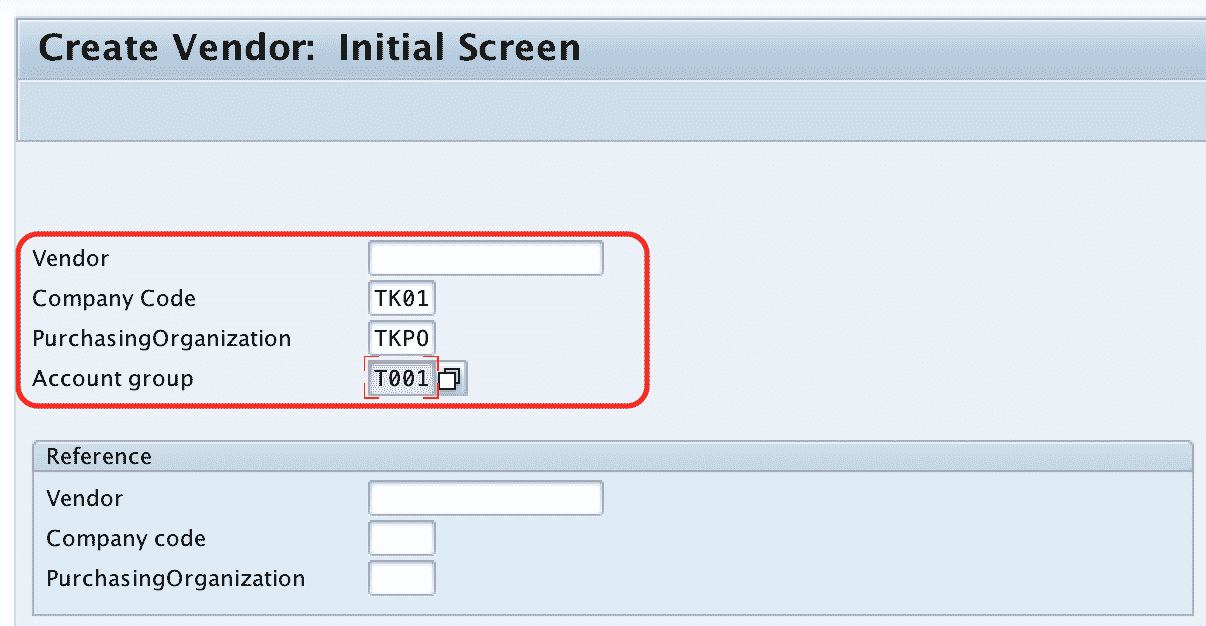 Create Vendor: Initial Screen
Vendor
Company Code TK01
PurchasingOrganization TKPO
Account group T001
Reference
Vendor
Company code
PurchasingOrganization